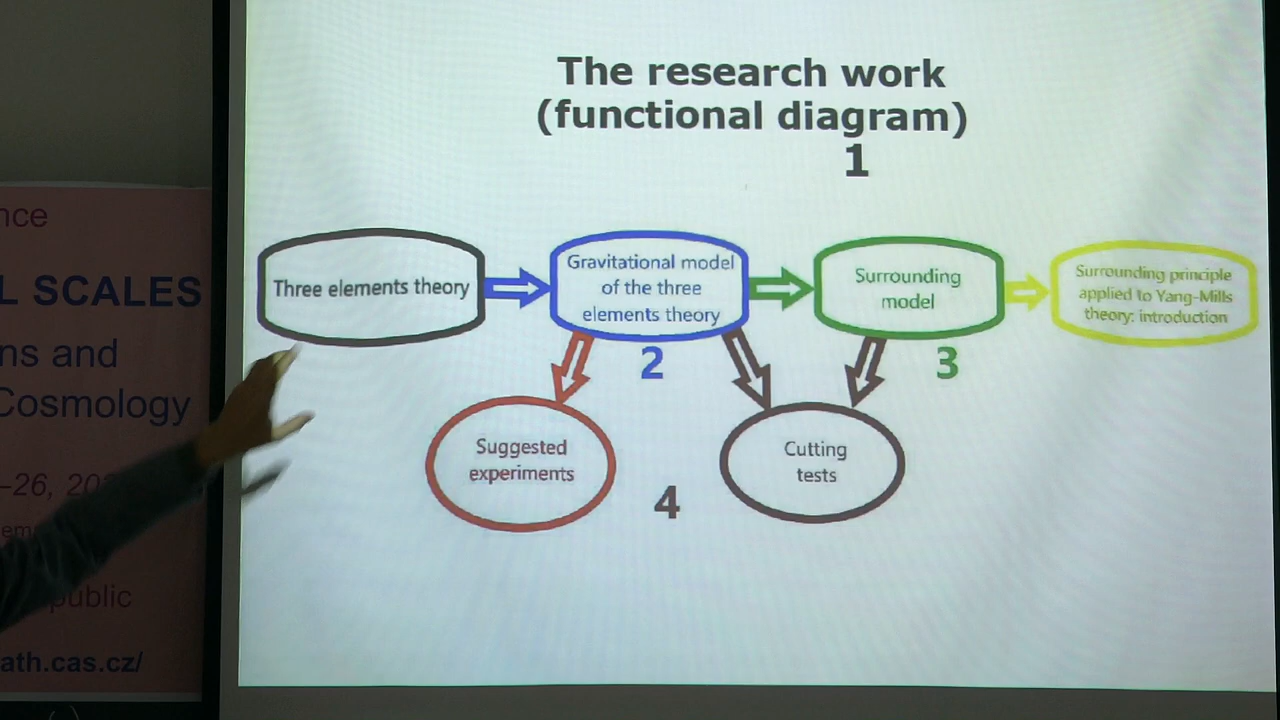 The research work
(functional diagram)
1
Three elements theory
Gravitational model
of the three
elements theory
Surrounding
model
Surrounding principle
applied to Yang-Mills
theory: introduction
2
3
Suggested
experiments
4
Cutting
tests
nce
L SCALES
ns and
Cosmology
–26, 20
em
public
ath.cas.cz/